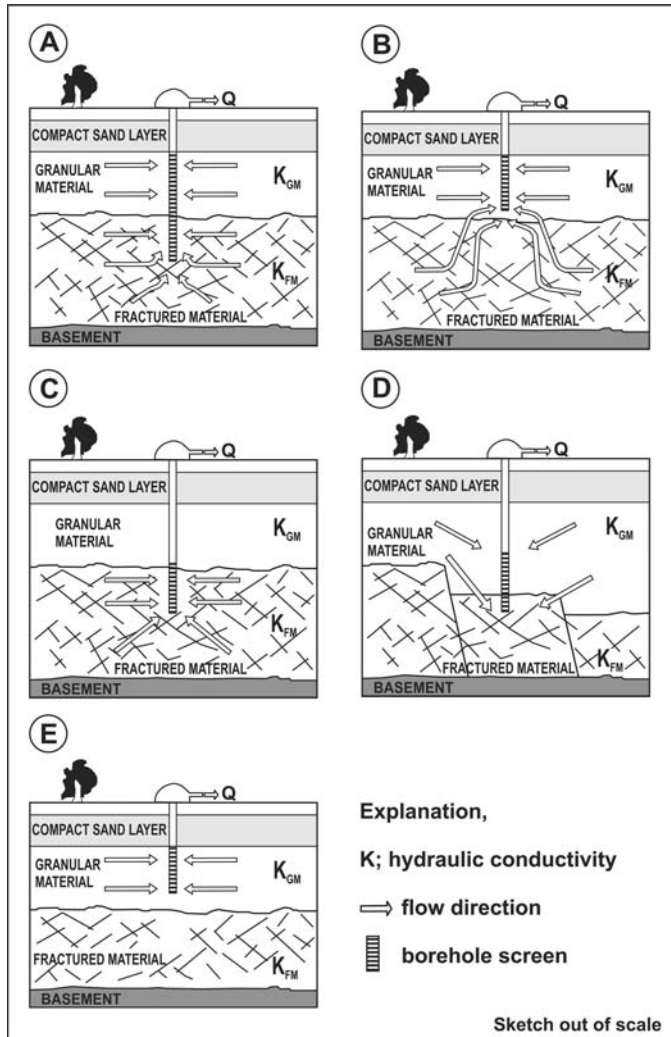 A
Q
COMPACT SAND LAYER
GRANULAR
MATERIAL
KGM
KFM
FRACTURED MATERIAL
BASEMENT
B
Q
COMPACT SAND LAYER
GRANULAR
MATERIAL
KGM
KFM
FRACTURED MATERIAL
BASEMENT
C
Q
COMPACT SAND LAYER
GRANULAR
MATERIAL
KGM
KFM
FRACTURED MATERIAL
BASEMENT
D
Q
COMPACT SAND LAYER
GRANULAR
MATERIAL
KGM
FRACTURED MATERIAL
KFM
BASEMENT
E
Q
COMPACT SAND LAYER
GRANULAR
MATERIAL
KGM
FRACTURED MATERIAL
KFM
BASEMENT
Explanation,
K; hydraulic conductivity
flow direction
borehole screen
Sketch out of scale